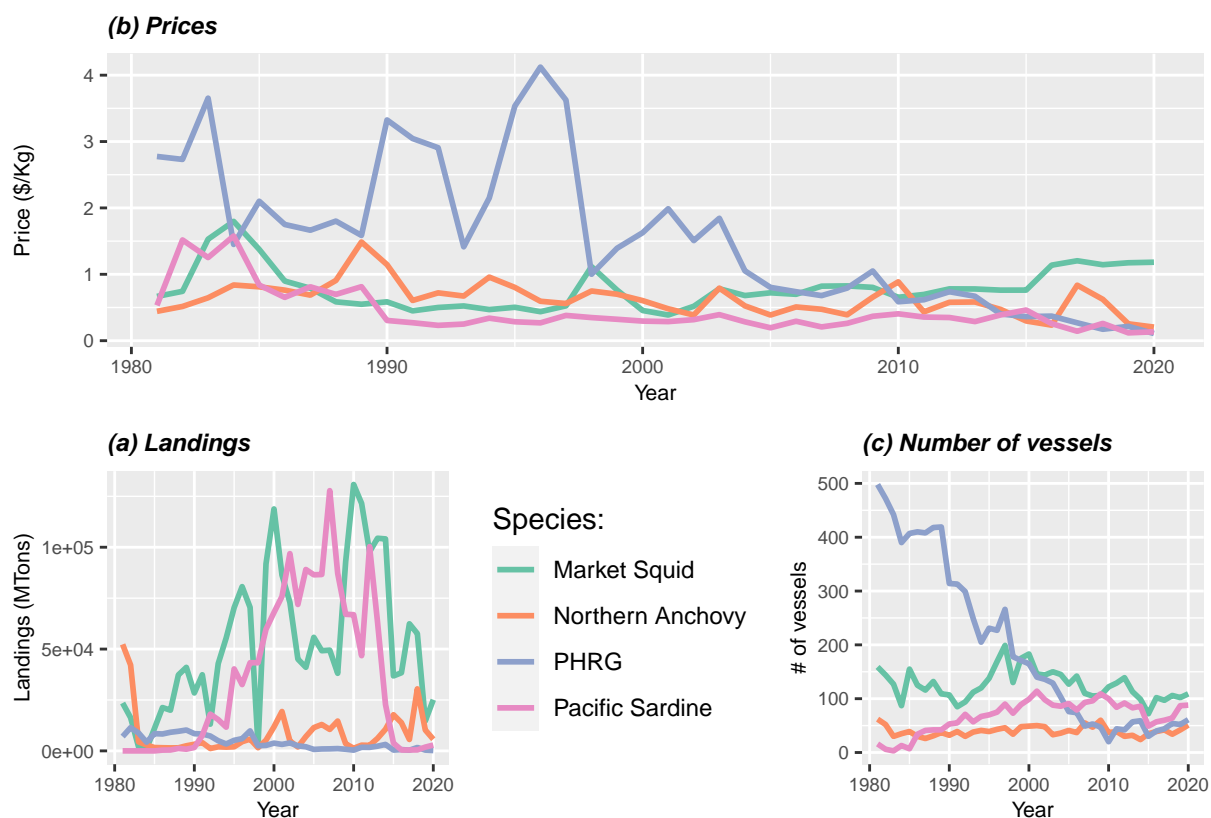 (b) Prices
Price ($/Kg)
4
3
2
1
0
1980 1990 2000 2010 2020
Year
(a) Landings
Landings (MTons)
1e+05
5e+04
0e+00
1980 1990 2000 2010 2020
Year
Species:
Market Squid
Northern Anchovy
PHRG
Pacific Sardine
(c) Number of vessels
# of vessels
500
400
300
200
100
0
1980 1990 2000 2010 2020
Year